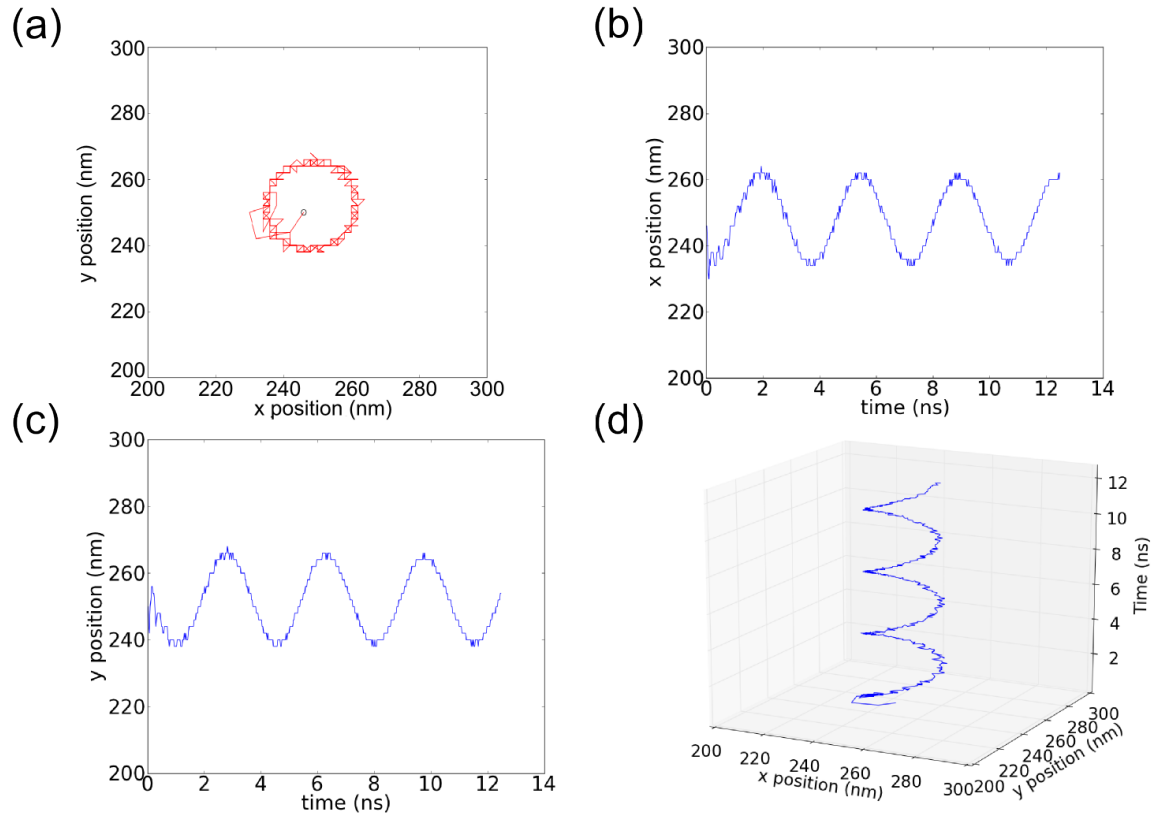 (a)
300
280
260
240
220
200
y position (nm)
200 220 240 260 280 300
x position (nm)
(b)
300
280
260
240
220
200
x position (nm)
0 2 4 6 8 10 12 14
time (ns)
(c)
300
280
260
240
220
200
y position (nm)
0 2 4 6 8 10 12 14
time (ns)
(d)
12
10
8
6
4
2
Time (ns)
200 220 240 260 280 300
x position (nm)
200 220 240 260 280 300
y position (nm)